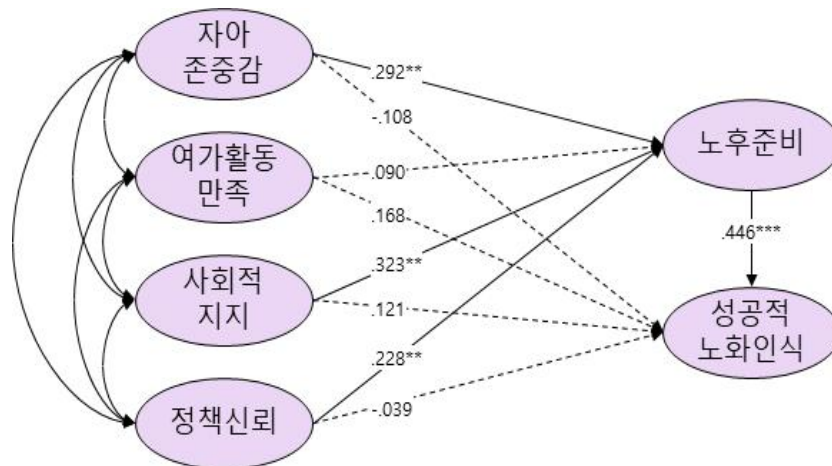 자아
존중감
.292**
-.108
여가활동
만족
.090
.168
노후준비
.446***
사회적
지지
.323**
.121
성공적
노화인식
.228**
-.039
정책신뢰